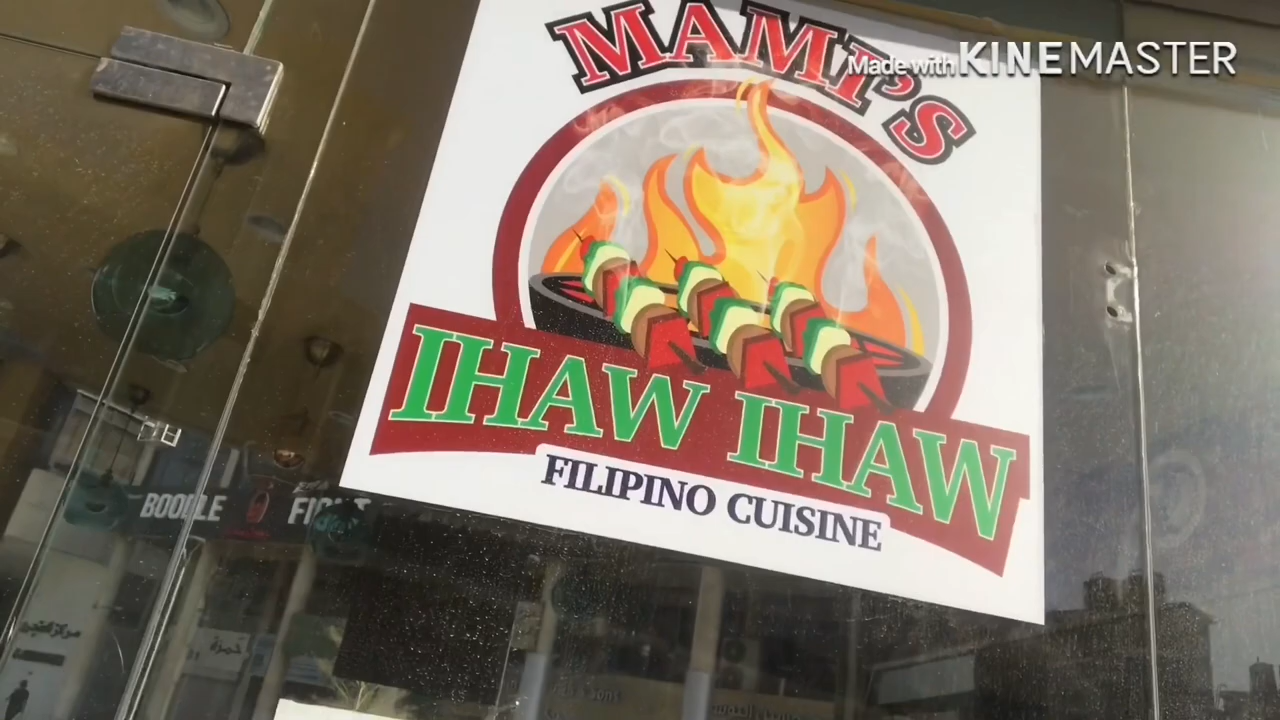 MAMI'S
Made with KINEMASTER
IHAW IHAW
FILIPINO CUISINE
BOODLE FIGHT